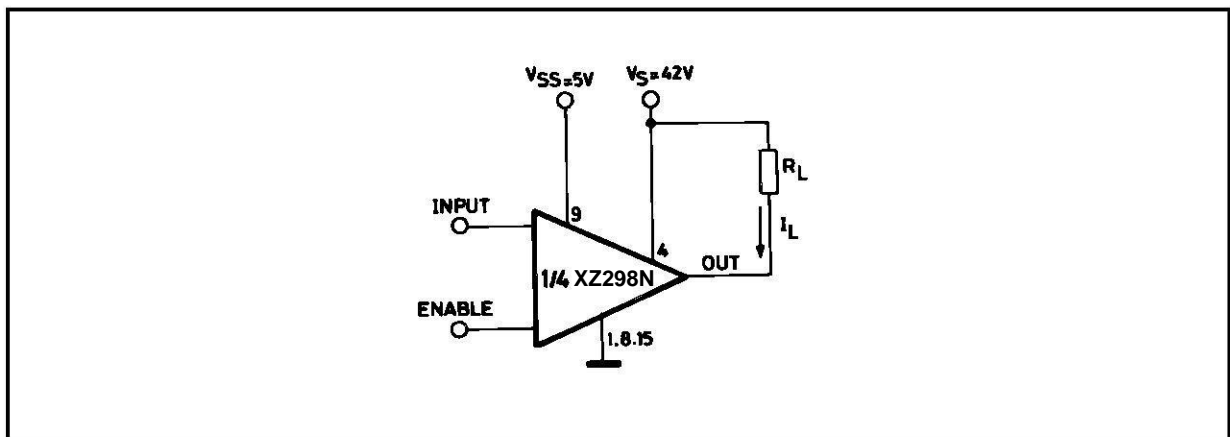 VSS=5V
VS=42V
RL
INPUT
9
IL
4
OUT
1/4 XZ298N
ENABLE
1.8.15